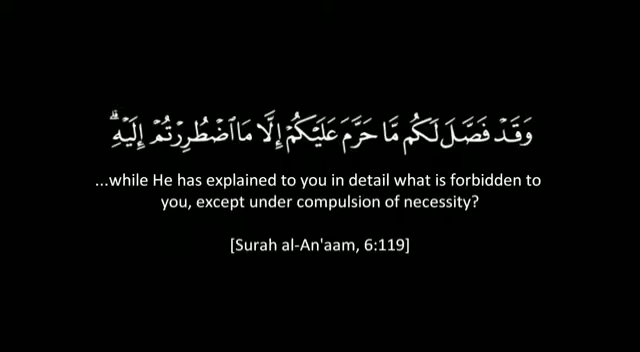 وَقَدْ فَصَّلَ لَكُم مَّا حَرَّمَ عَلَيْكُمْ إِلَّا مَا ٱضْطُرِرْتُمْ إِلَيْهِ ۗ
...while He has explained to you in detail what is forbidden to
you, except under compulsion of necessity?
[Surah al-An'aam, 6:119]